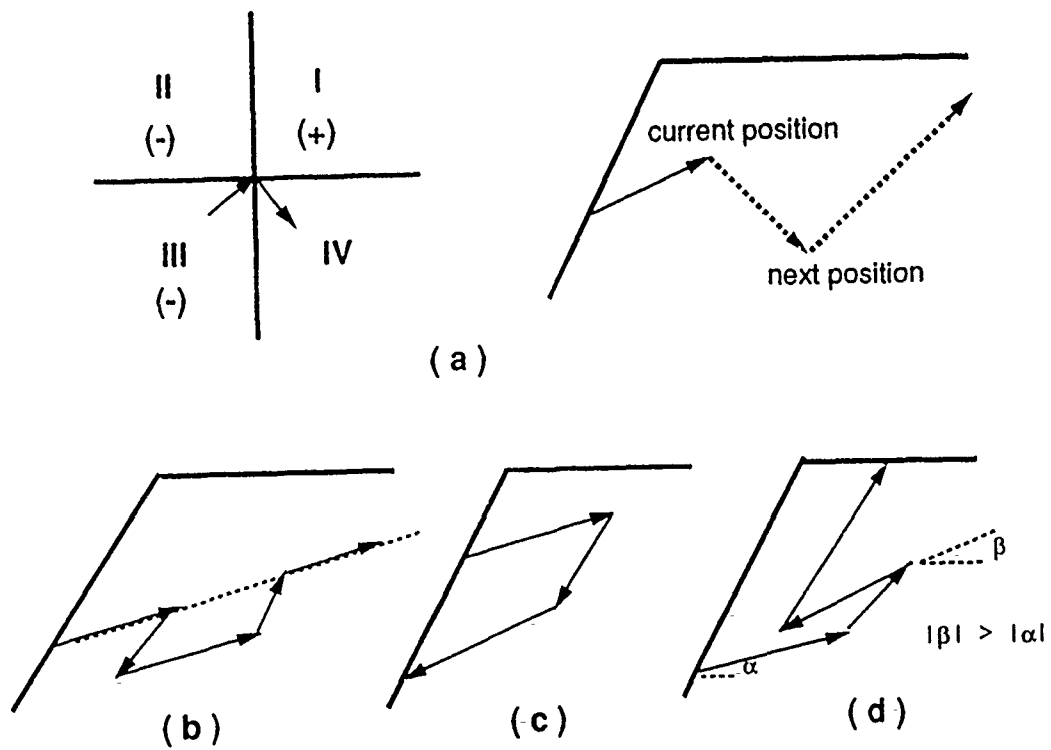 II I
(-) (+)
III IV
(-)
current position
next position
(a)
β
|β| > |α|
α
(b) (c) (d)